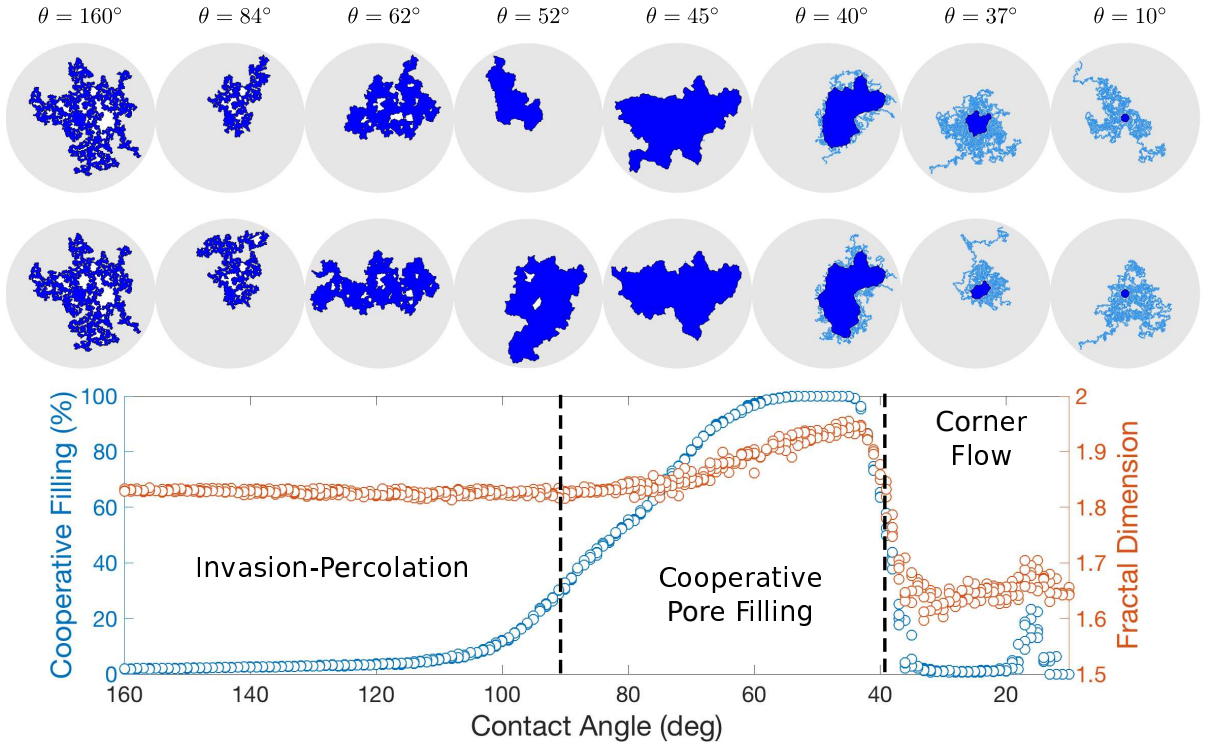 θ = 160° θ = 84° θ = 62° θ = 52° θ = 45° θ = 40° θ = 37° θ = 10°
Cooperative Filling (%)
100
80
60
40
20
0
Invasion-Percolation
Cooperative
Pore Filling
Corner
Flow
2
1.9
1.8
1.7
1.6
1.5
Fractal Dimension
160 140 120 100 80 60 40 20
Contact Angle (deg)